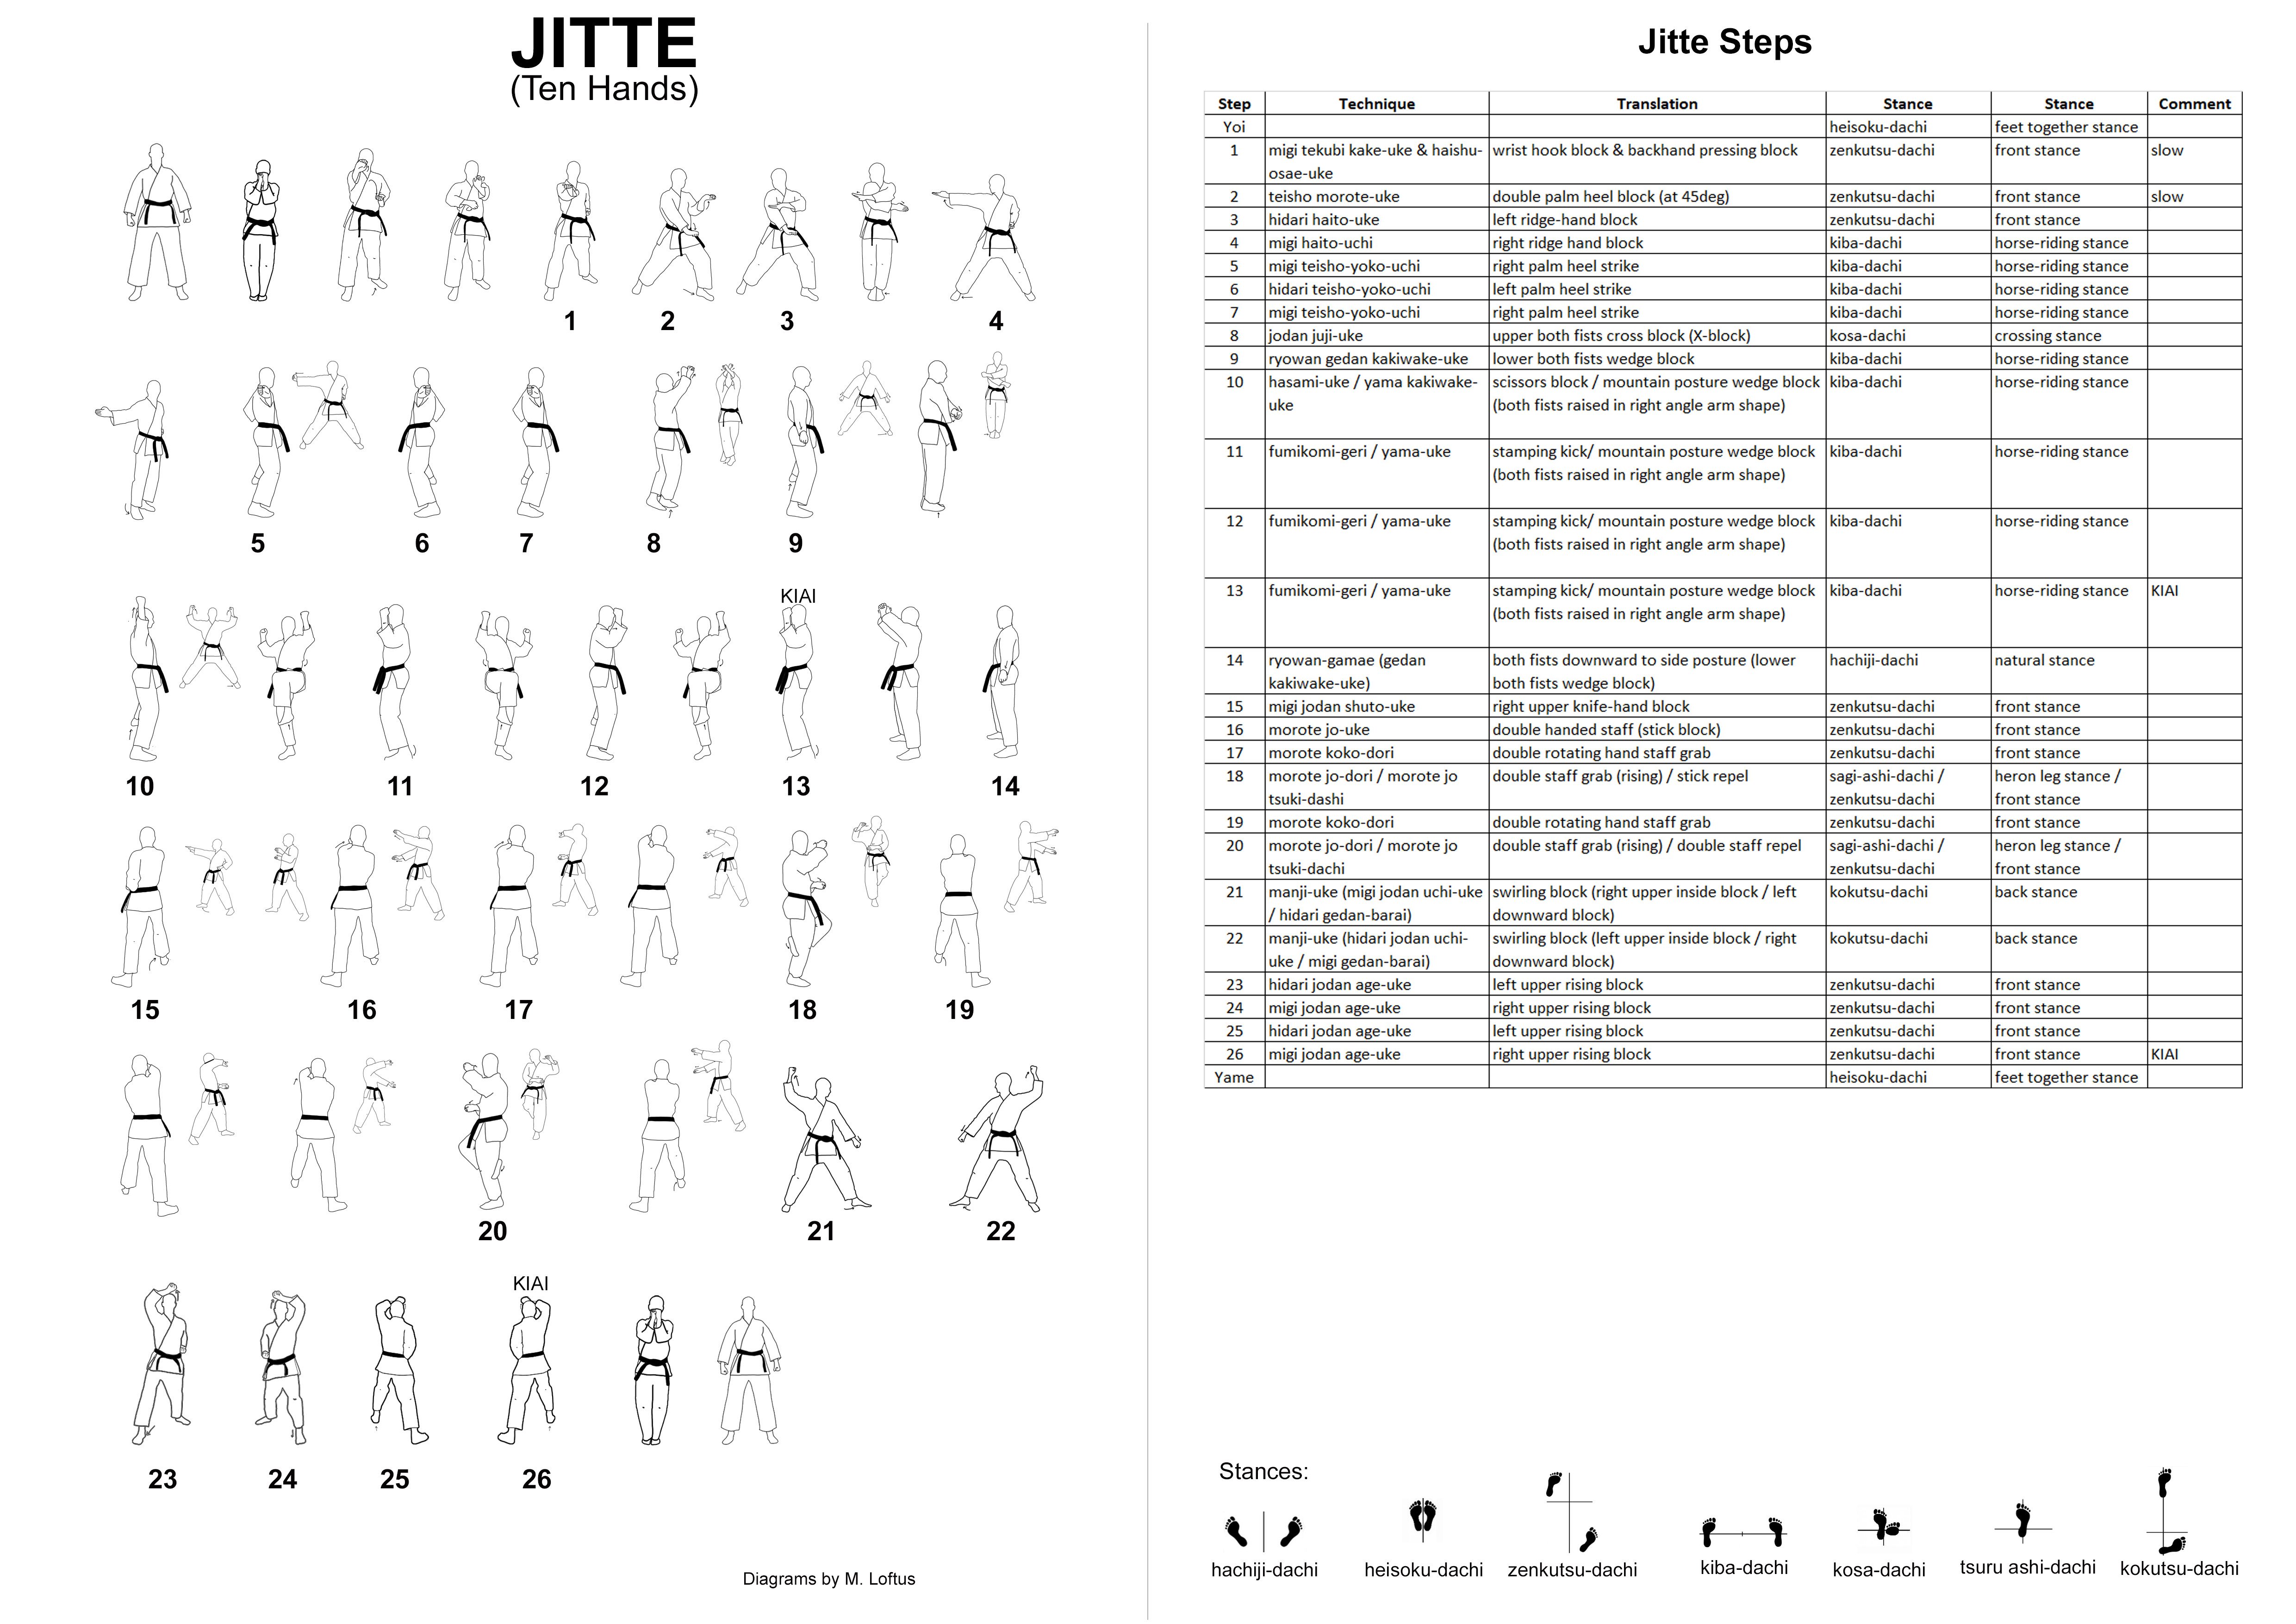 JITTE
(Ten Hands)
1 2 3 4
5 6 7 8 9
KIAI
10 11 12 13 14
15 16 17 18 19
20 21 22
KIAI
23 24 25 26
Diagrams by M. Loftus
Jitte Steps
Step Technique Translation Stance Stance Comment
Yoi heisoku-dachi feet together stance
1 migi tekubi kake-uke & haishu- wrist hook block & backhand pressing block zenkutsu-dachi front stance slow
osae-uke
2 teisho morote-uke double palm heel block (at 45deg) zenkutsu-dachi front stance slow
3 hidari haito-uke left ridge-hand block zenkutsu-dachi front stance
4 migi haito-uchi right ridge hand block kiba-dachi horse-riding stance
5 migi teisho-yoko-uchi right palm heel strike kiba-dachi horse-riding stance
6 hidari teisho-yoko-uchi left palm heel strike kiba-dachi horse-riding stance
7 migi teisho-yoko-uchi right palm heel strike kiba-dachi horse-riding stance
8 jodan juji-uke upper both fists cross block (X-block) kosa-dachi crossing stance
9 ryowan gedan kakiwake-uke lower both fists wedge block kiba-dachi horse-riding stance
10 hasami-uke / yama kakiwake- scissors block / mountain posture wedge block kiba-dachi horse-riding stance
uke (both fists raised in right angle arm shape)
11 fumikomi-geri / yama-uke stamping kick/ mountain posture wedge block kiba-dachi horse-riding stance
(both fists raised in right angle arm shape)
12 fumikomi-geri / yama-uke stamping kick/ mountain posture wedge block kiba-dachi horse-riding stance
(both fists raised in right angle arm shape)
13 fumikomi-geri / yama-uke stamping kick/ mountain posture wedge block kiba-dachi horse-riding stance KIAI
(both fists raised in right angle arm shape)
14 ryowan-gamae (gedan both fists downward to side posture (lower hachiji-dachi natural stance
kakiwake-uke) both fists wedge block)
15 migi jodan shuto-uke right upper knife-hand block zenkutsu-dachi front stance
16 morote jo-uke double handed staff (stick block) zenkutsu-dachi front stance
17 morote koko-dori double rotating hand staff grab zenkutsu-dachi front stance
18 morote jo-dori / morote jo double staff grab (rising) / stick repel sagi-ashi-dachi / heron leg stance /
tsuki-dashi zenkutsu-dachi front stance
19 morote koko-dori double rotating hand staff grab zenkutsu-dachi front stance
20 morote jo-dori / morote jo double staff grab (rising) / double staff repel sagi-ashi-dachi / heron leg stance /
tsuki-dachi zenkutsu-dachi front stance
21 manji-uke (migi jodan uchi-uke swirling block (right upper inside block / left kokutsu-dachi back stance
/ hidari gedan-barai) downward block)
22 manji-uke (hidari jodan uchi- swirling block (left upper inside block / right kokutsu-dachi back stance
uke / migi gedan-barai) downward block)
23 hidari jodan age-uke left upper rising block zenkutsu-dachi front stance
24 migi jodan age-uke right upper rising block zenkutsu-dachi front stance
25 hidari jodan age-uke left upper rising block zenkutsu-dachi front stance
26 migi jodan age-uke right upper rising block zenkutsu-dachi front stance KIAI
Yame heisoku-dachi feet together stance
Stances:
hachiji-dachi heisoku-dachi zenkutsu-dachi kiba-dachi kosa-dachi tsuru ashi-dachi kokutsu-dachi